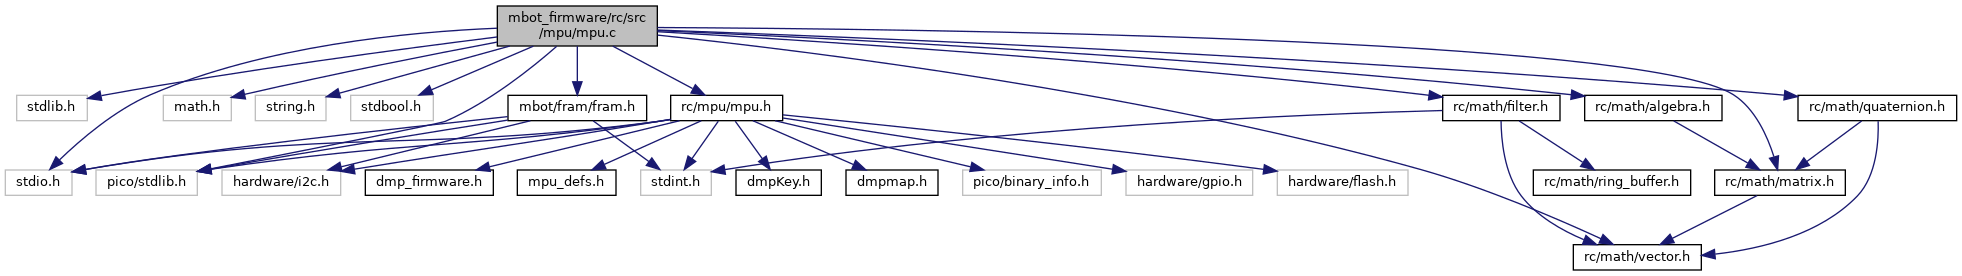 mbot_firmware/rc/src
/mpu/mpu.c
stdlib.h
math.h
string.h
stdbool.h
mbot/fram/fram.h
rc/mpu/mpu.h
rc/math/filter.h
rc/math/algebra.h
rc/math/quaternion.h
stdio.h
pico/stdlib.h
hardware/i2c.h
dmp_firmware.h
mpu_defs.h
stdint.h
dmpKey.h
dmpmap.h
pico/binary_info.h
hardware/gpio.h
hardware/flash.h
rc/math/ring_buffer.h
rc/math/matrix.h
rc/math/vector.h